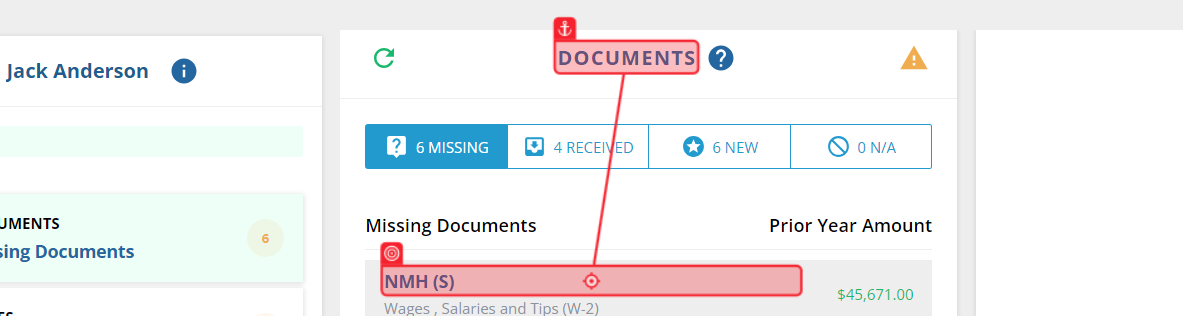 Jack Anderson
DOCUMENTS
6 MISSING
4 RECEIVED
6 NEW
0 N/A
UMENTS
sing Documents
6
Missing Documents
Prior Year Amount
NMH (S)
$45,671.00
Wages , Salaries and Tips (W-2)